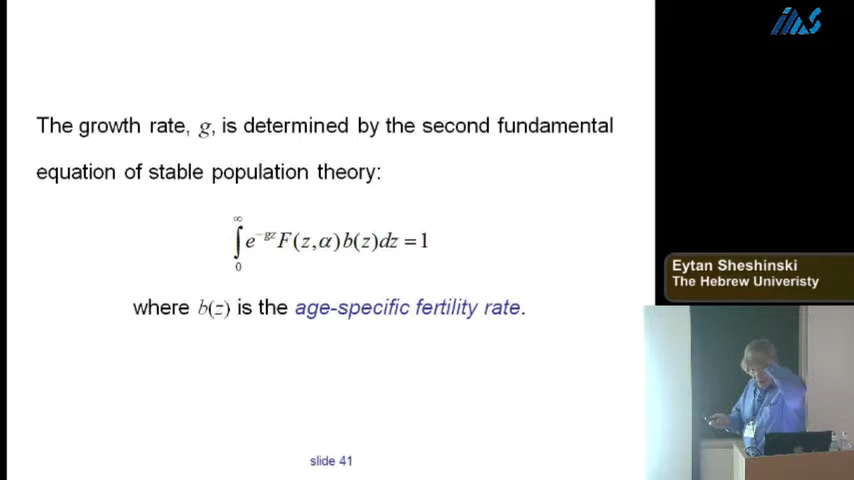 IIAS
The growth rate, g, is determined by the second fundamental
equation of stable population theory:
∫₀^∞ e^{-gz} F(z,α)b(z)dz = 1
where b(z) is the age-specific fertility rate.
Eytan Sheshinski
The Hebrew Univeristy
slide 41